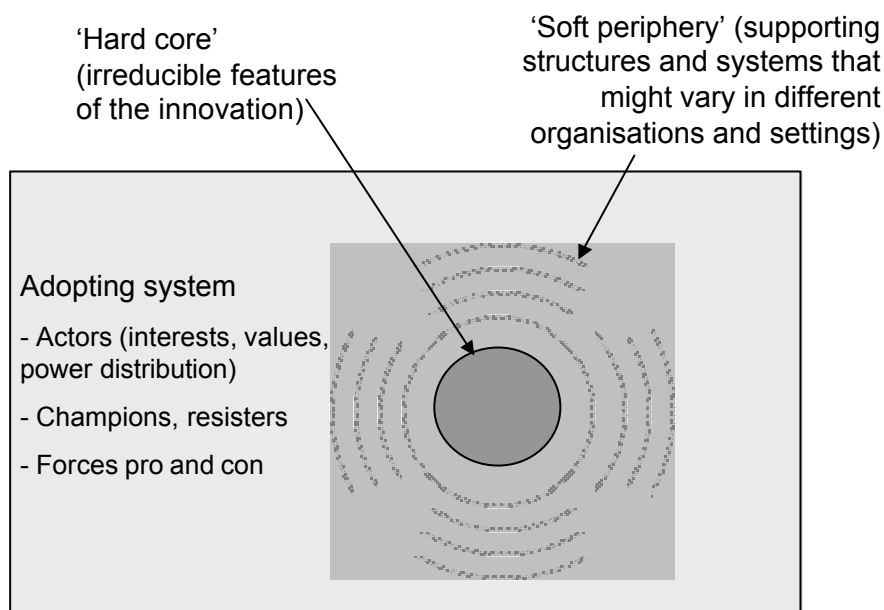 ‘Hard core’
(irreducible features
of the innovation)
‘Soft periphery’ (supporting
structures and systems that
might vary in different
organisations and settings)
Adopting system
- Actors (interests, values,
power distribution)
- Champions, resisters
- Forces pro and con